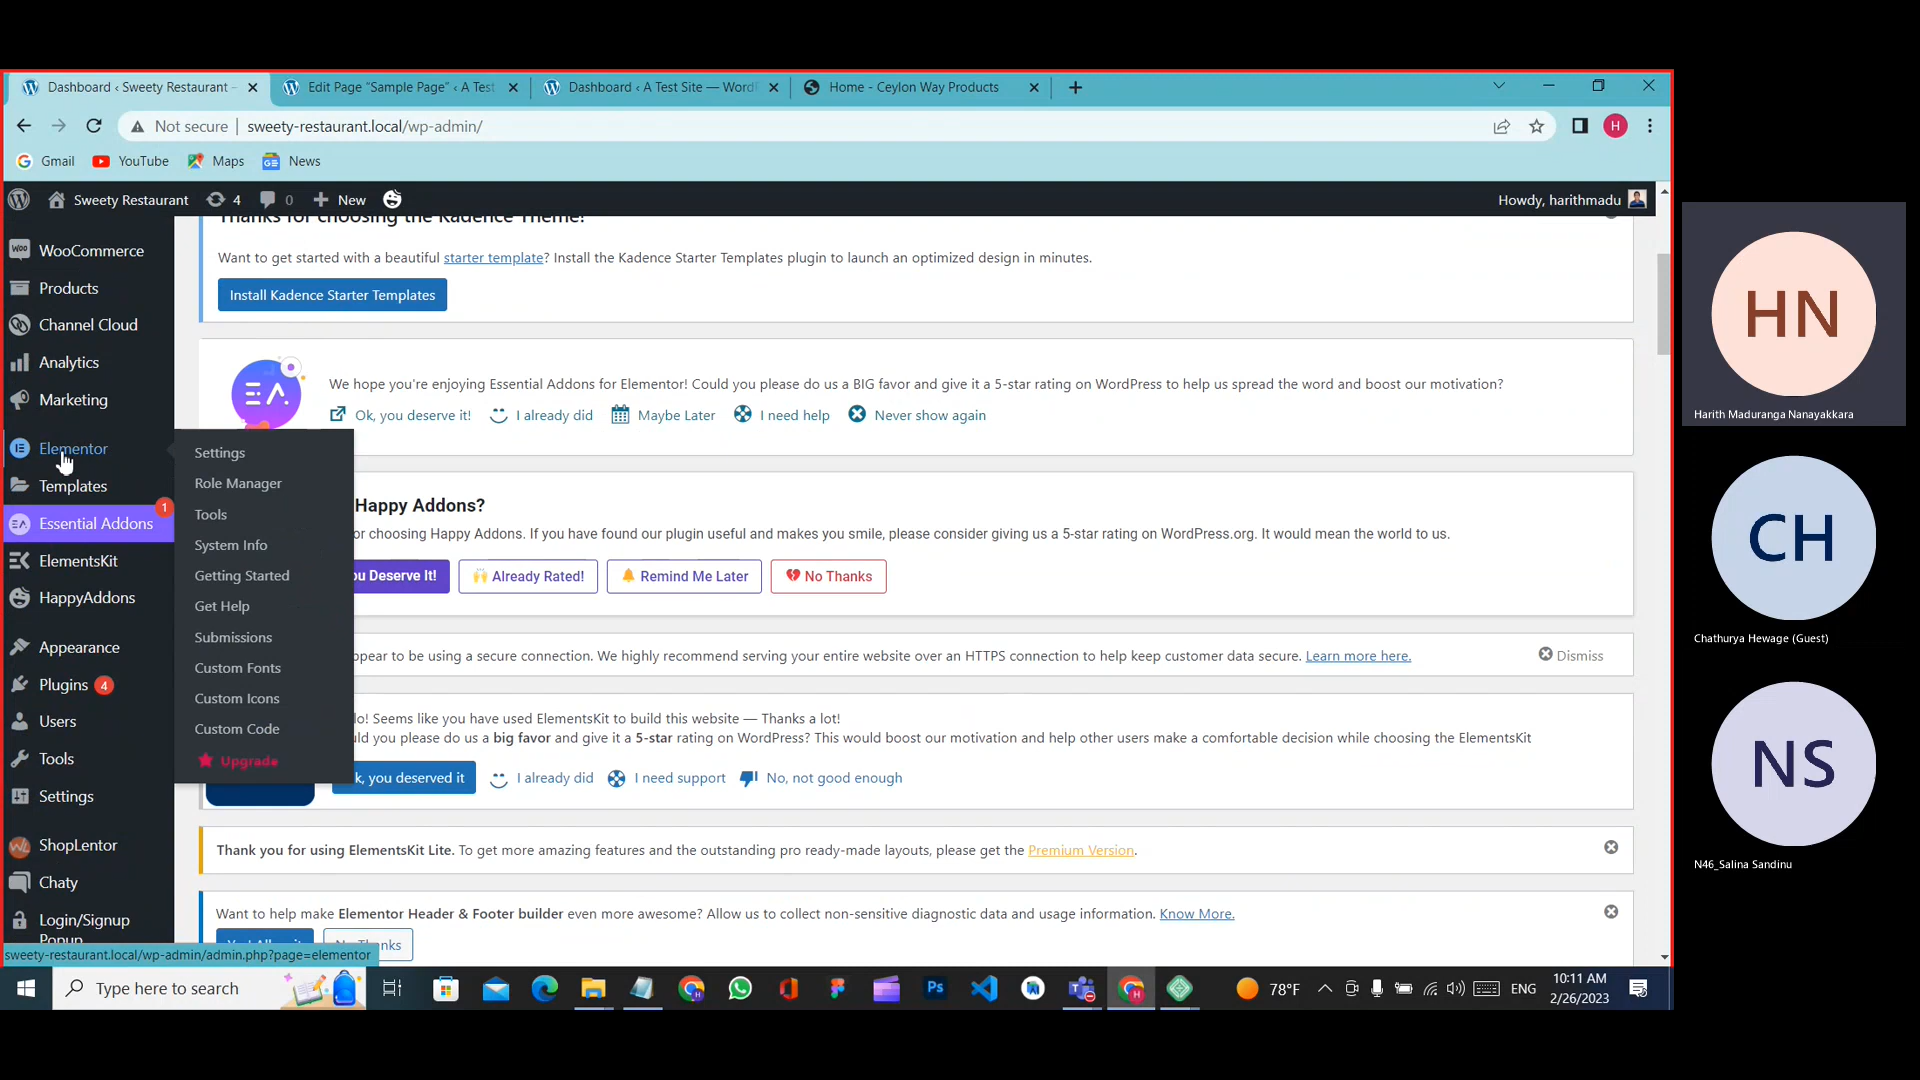 Dashboard ‹ Sweety Restaurant -
Edit Page "Sample Page" ‹ A Test
Dashboard ‹ A Test Site — Word
Home - Ceylon Way Products
Not secure
sweety-restaurant.local/wp-admin/
H
Gmail
YouTube
Maps
News
Sweety Restaurant
4
0
New
Howdy, harithmadu
WooCommerce
Products
Channel Cloud
Analytics
Marketing
Elementor
Templates
Essential Addons
1
ElementsKit
HappyAddons
Appearance
Plugins 4
Users
Tools
Settings
ShopLentor
Chaty
Login/Signup
Popup
Settings
Role Manager
Tools
System Info
Getting Started
Get Help
Submissions
Custom Fonts
Custom Icons
Custom Code
Upgrade
Thanks for choosing the Kadence Theme!
Want to get started with a beautiful starter template? Install the Kadence Starter Templates plugin to launch an optimized design in minutes.
Install Kadence Starter Templates
We hope you're enjoying Essential Addons for Elementor! Could you please do us a BIG favor and give it a 5-star rating on WordPress to help us spread the word and boost our motivation?
Ok, you deserve it!
I already did
Maybe Later
I need help
Never show again
Happy Addons?
or choosing Happy Addons. If you have found our plugin useful and makes you smile, please consider giving us a 5-star rating on WordPress.org. It would mean the world to us.
ou Deserve It!
Already Rated!
Remind Me Later
No Thanks
ppear to be using a secure connection. We highly recommend serving your entire website over an HTTPS connection to help keep customer data secure. Learn more here.
Dismiss
lo! Seems like you have used ElementsKit to build this website — Thanks a lot!
uld you please do us a big favor and give it a 5-star rating on WordPress? This would boost our motivation and help other users make a comfortable decision while choosing the ElementsKit
k, you deserved it
I already did
I need support
No, not good enough
Thank you for using ElementsKit Lite. To get more amazing features and the outstanding pro ready-made layouts, please get the Premium Version.
Want to help make Elementor Header & Footer builder even more awesome? Allow us to collect non-sensitive diagnostic data and usage information. Know More.
sweety-restaurant.local/wp-admin/admin.php?page=elementor
Type here to search
78°F
ENG
10:11 AM
2/26/2023
HN
Harith Maduranga Nanayakkara
CH
Chathurya Hewage (Guest)
NS
N46_Salina Sandinu